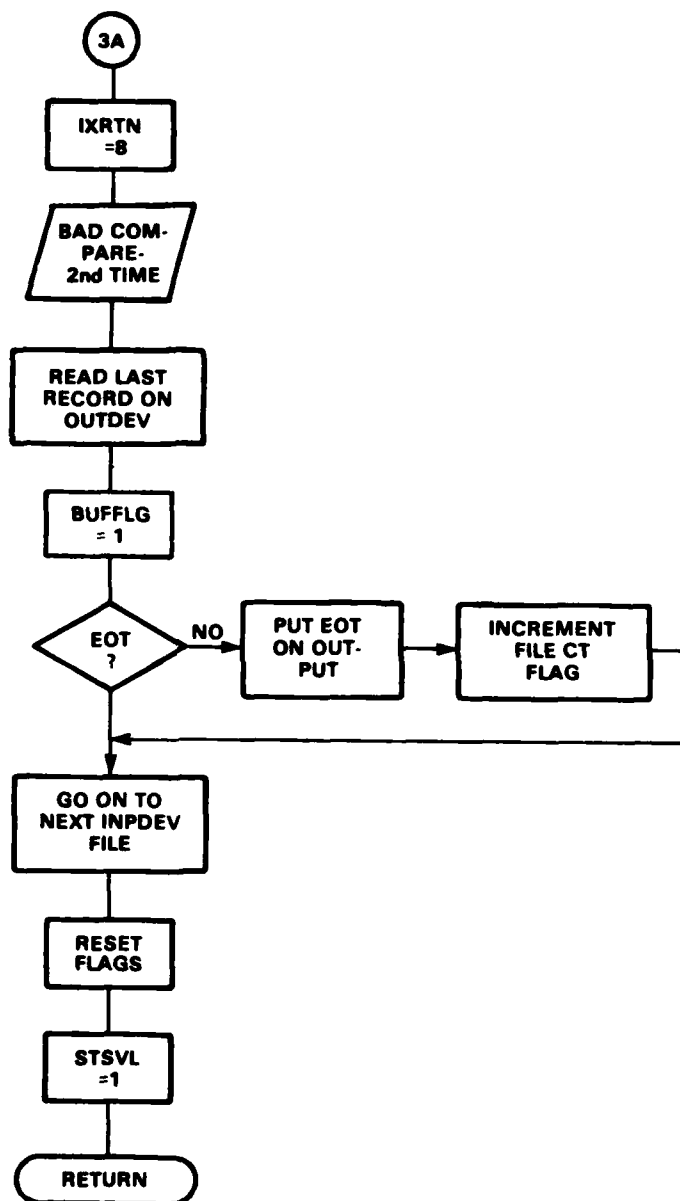 3A
IXRTN
=8
BAD COM-
PARE-
2nd TIME
READ LAST
RECORD ON
OUTDEV
BUFFLG
= 1
EOT
?
NO
PUT EOT
ON OUT-
PUT
INCREMENT
FILE CT
FLAG
GO ON TO
NEXT INPDEV
FILE
RESET
FLAGS
STSVL
=1
RETURN